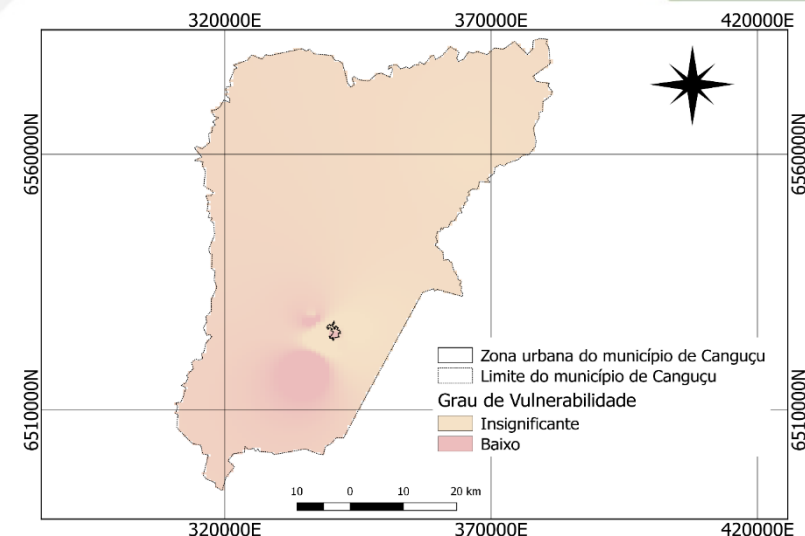 320000E 370000E 420000E
6560000N 6560000N
Zona urbana do município de Canguçu
Limite do município de Canguçu
Grau de Vulnerabilidade
Insignificante
Baixo
6510000N 6510000N
10 0 10 20 km
320000E 370000E 420000E